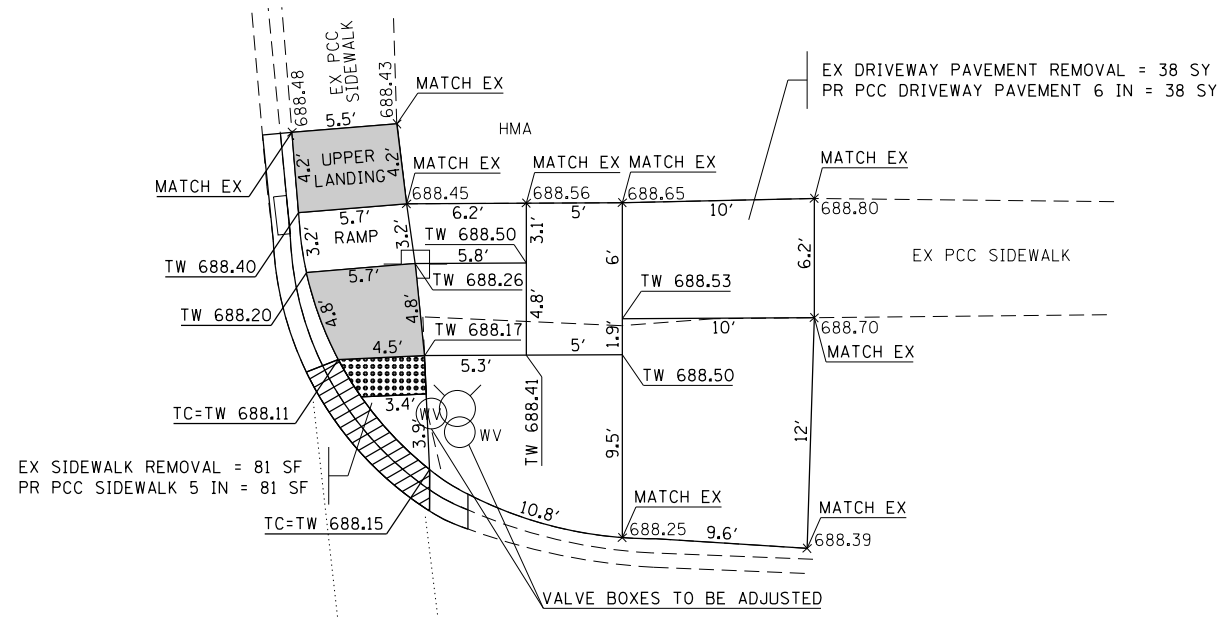 EX PCC
SIDEWALK
688.48
688.43
MATCH EX
5.5'
HMA
EX DRIVEWAY PAVEMENT REMOVAL = 38 SY
PR PCC DRIVEWAY PAVEMENT 6 IN = 38 SY
MATCH EX
4.2'
UPPER
LANDING
4.2'
MATCH EX
688.45
MATCH EX
688.56
MATCH EX
688.65
MATCH EX
688.80
5.7'
RAMP
6.2'
5'
10'
3.2'
3.2'
TW 688.50
3.1'
6'
6.2'
EX PCC SIDEWALK
TW 688.40
5.7'
5.8'
TW 688.26
TW 688.53
TW 688.20
4.8'
4.8'
4.8'
TW 688.17
1.9'
10'
688.70
MATCH EX
4.5'
5.3'
5'
TW 688.50
TW 688.41
TC=TW 688.11
3.4'
3.9'
WV
WV
9.5'
12'
EX SIDEWALK REMOVAL = 81 SF
PR PCC SIDEWALK 5 IN = 81 SF
TC=TW 688.15
10.8'
MATCH EX
688.25
9.6'
MATCH EX
688.39
VALVE BOXES TO BE ADJUSTED